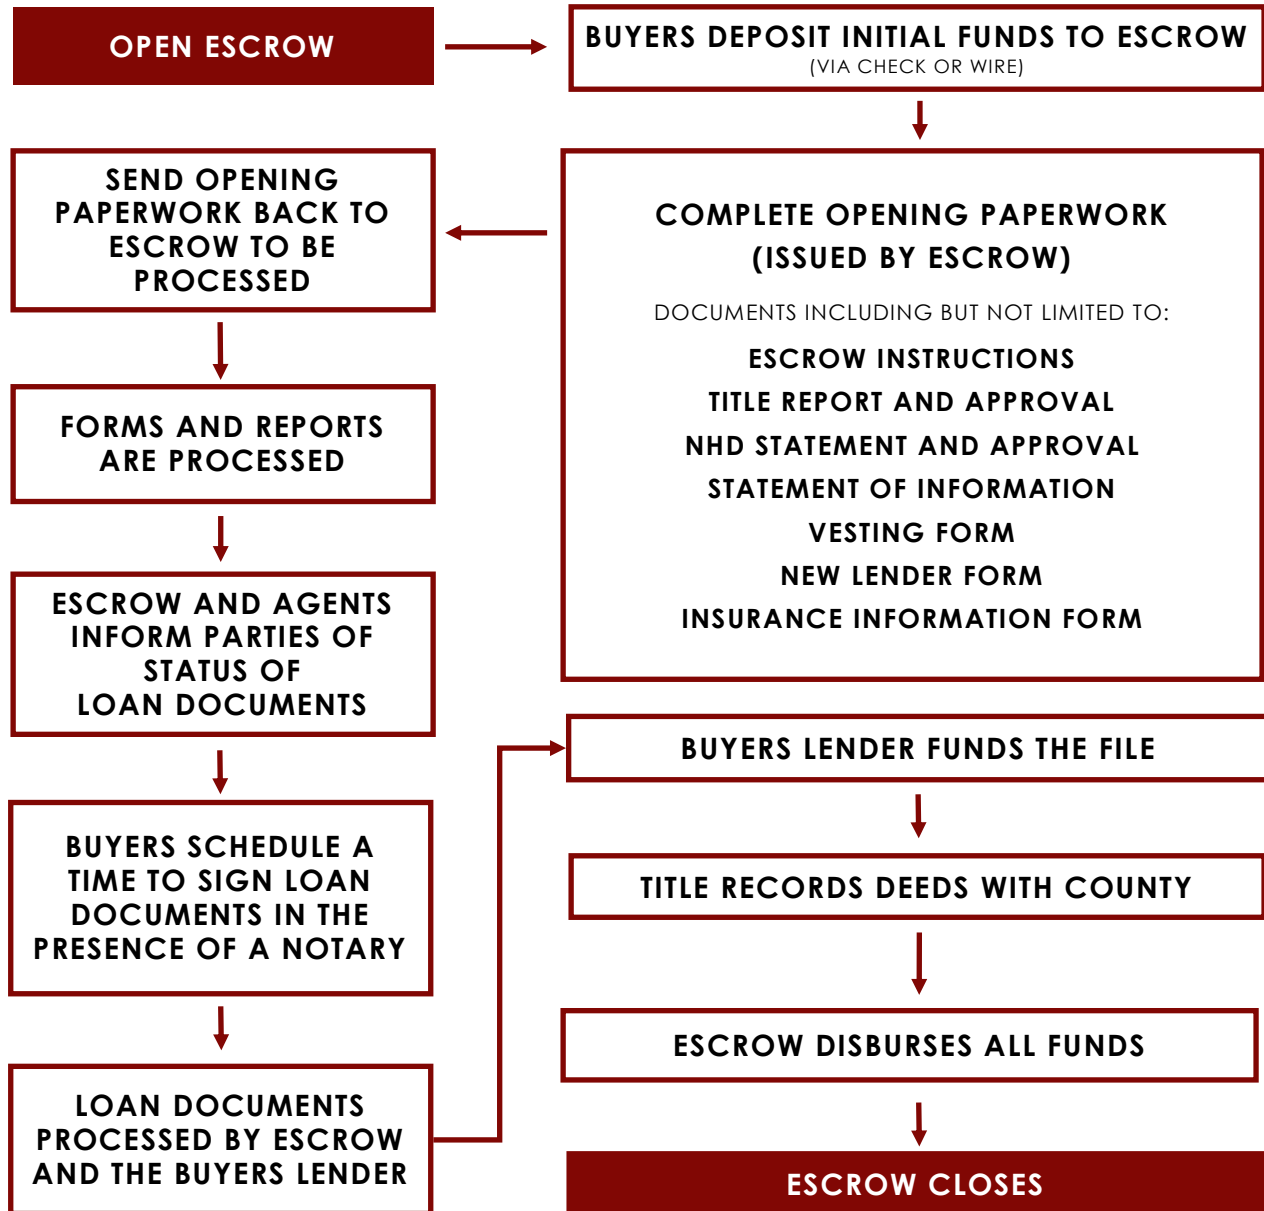 OPEN ESCROW
BUYERS DEPOSIT INITIAL FUNDS TO ESCROW
(VIA CHECK OR WIRE)
COMPLETE OPENING PAPERWORK
(ISSUED BY ESCROW)
DOCUMENTS INCLUDING BUT NOT LIMITED TO:
ESCROW INSTRUCTIONS
TITLE REPORT AND APPROVAL
NHD STATEMENT AND APPROVAL
STATEMENT OF INFORMATION
VESTING FORM
NEW LENDER FORM
INSURANCE INFORMATION FORM
SEND OPENING
PAPERWORK BACK TO
ESCROW TO BE
PROCESSED
FORMS AND REPORTS
ARE PROCESSED
ESCROW AND AGENTS
INFORM PARTIES OF
STATUS OF
LOAN DOCUMENTS
BUYERS SCHEDULE A
TIME TO SIGN LOAN
DOCUMENTS IN THE
PRESENCE OF A NOTARY
LOAN DOCUMENTS
PROCESSED BY ESCROW
AND THE BUYERS LENDER
BUYERS LENDER FUNDS THE FILE
TITLE RECORDS DEEDS WITH COUNTY
ESCROW DISBURSES ALL FUNDS
ESCROW CLOSES